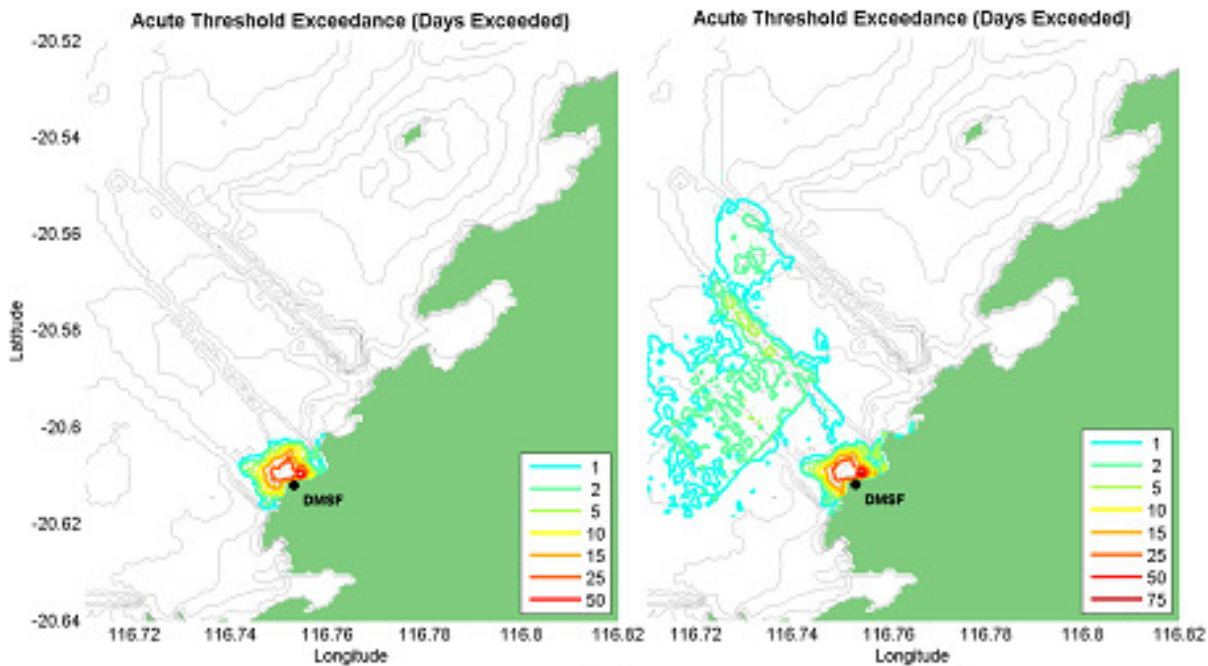 Acute Threshold Exceedance (Days Exceeded)
-20.52
-20.54
-20.56
-20.58
-20.6
-20.62
-20.64
Latitude
DMSF
1
2
5
10
15
25
50
116.72 116.74 116.76 116.78 116.8 116.82
Longitude
Acute Threshold Exceedance (Days Exceeded)
DMSF
1
2
5
10
15
25
50
75
116.72 116.74 116.76 116.78 116.8 116.82
Longitude